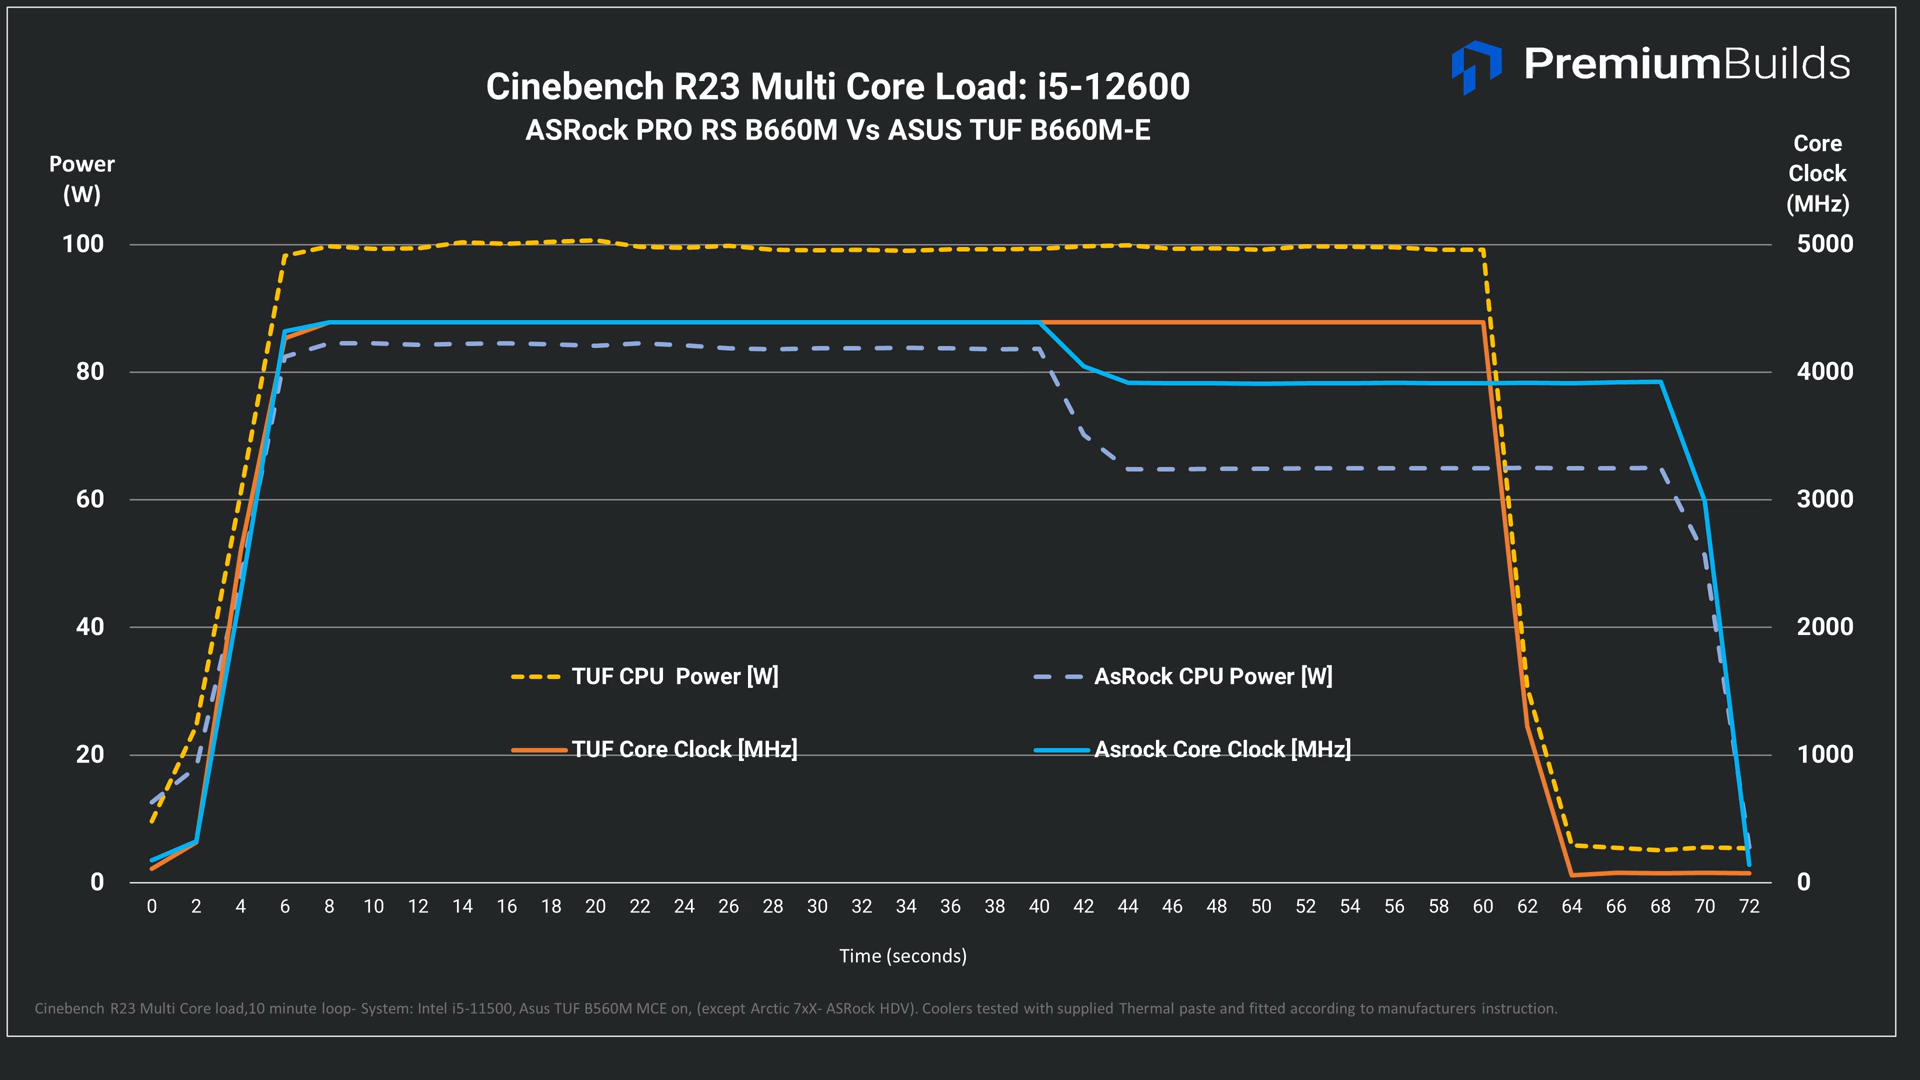 PremiumBuilds
Cinebench R23 Multi Core Load: i5-12600
ASRock PRO RS B660M Vs ASUS TUF B660M-E
Power
(W)
Core
Clock
(MHz)
100
5000
80
4000
60
3000
40
2000
TUF CPU  Power [W]
AsRock CPU Power [W]
TUF Core Clock [MHz]
Asrock Core Clock [MHz]
20
1000
0
0
0 2 4 6 8 10 12 14 16 18 20 22 24 26 28 30 32 34 36 38 40 42 44 46 48 50 52 54 56 58 60 62 64 66 68 70 72
Time (seconds)
Cinebench R23 Multi Core load,10 minute loop- System: Intel i5-11500, Asus TUF B560M MCE on, (except Arctic 7xX- ASRock HDV). Coolers tested with supplied Thermal paste and fitted according to manufacturers instruction.